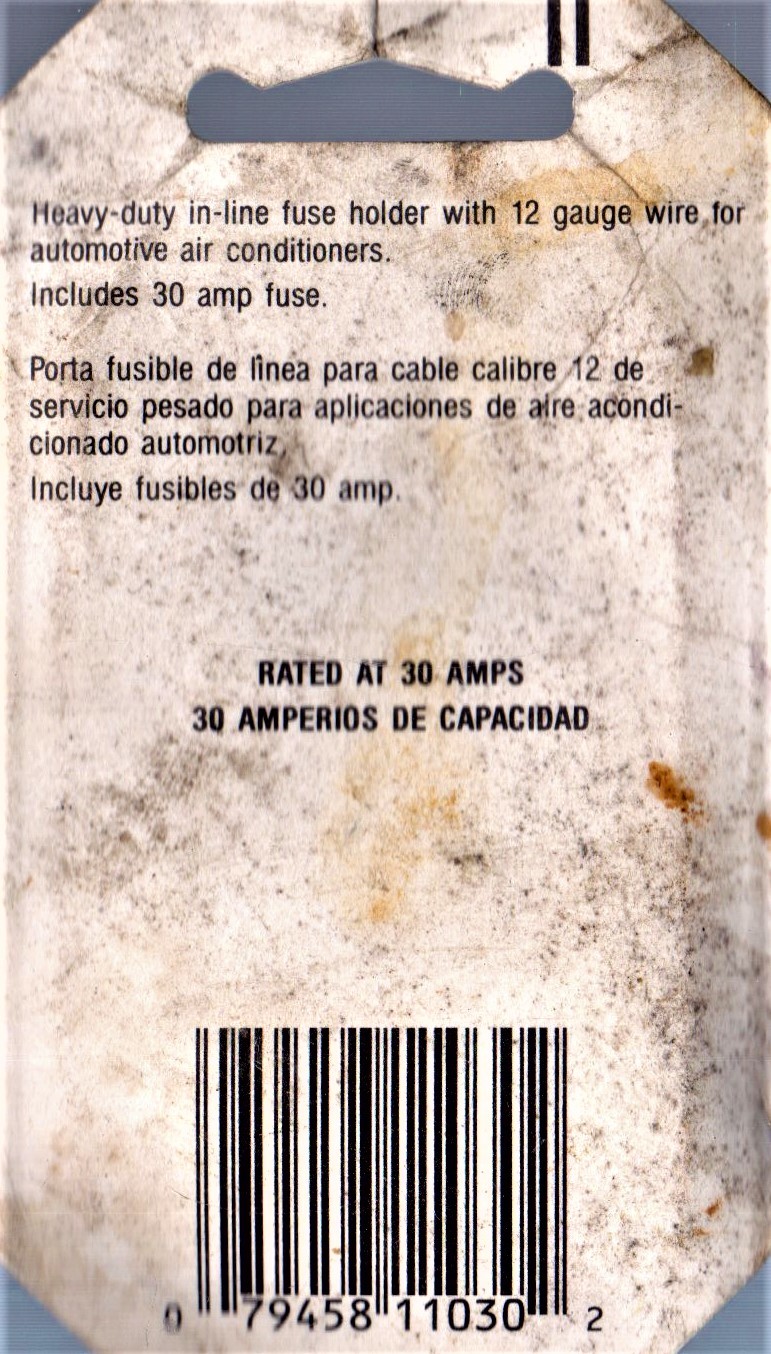 Heavy-duty in-line fuse holder with 12 gauge wire for
automotive air conditioners.
Includes 30 amp fuse.
Porta fusible de línea para cable calibre 12 de
servicio pesado para aplicaciones de aire acondi-
cionado automotriz,
Incluye fusibles de 30 amp.
RATED AT 30 AMPS
30 AMPERIOS DE CAPACIDAD
0 79458 11030 2